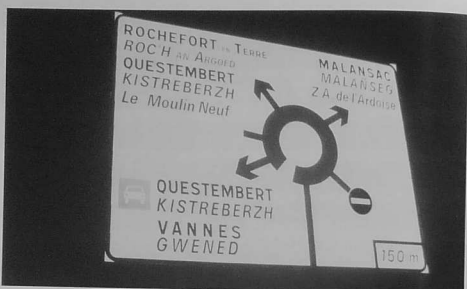 ROCHEFORT EN TERRE
ROC'H AN ARGOED
QUESTEMBERT
KISTREBERZH
Le Moulin Neuf
MALANSAC
MALAÑSEG
Z.A. de l'Ardoise
QUESTEMBERT
KISTREBERZH
VANNES
GWENED
150 m